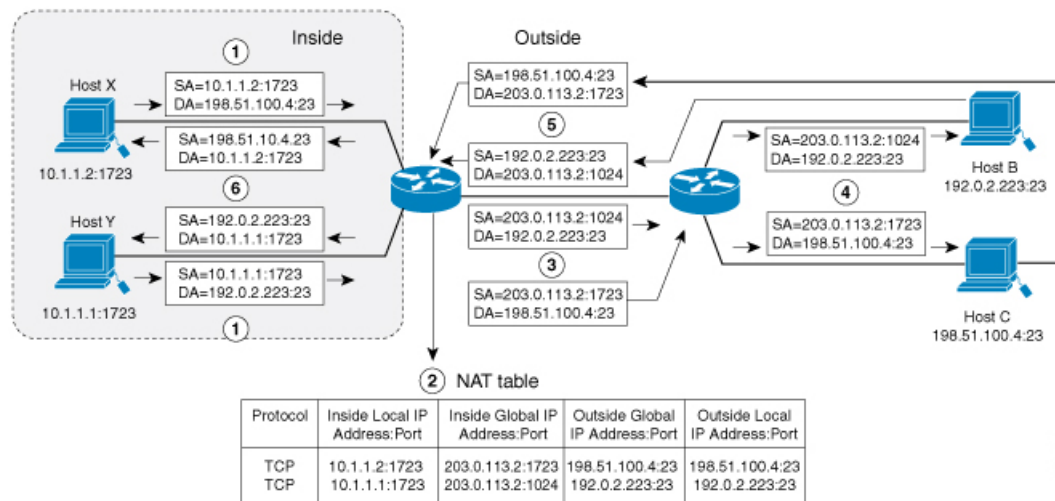 Inside
Outside
1
Host X
SA=10.1.1.2:1723
DA=198.51.100.4:23
SA=198.51.10.4.23
DA=10.1.1.2:1723
10.1.1.2:1723
6
Host Y
SA=192.0.2.223:23
DA=10.1.1.1:1723
SA=10.1.1.1:1723
DA=192.0.2.223:23
10.1.1.1:1723
1
SA=198.51.100.4:23
DA=203.0.113.2:1723
5
SA=192.0.2.223:23
DA=203.0.113.2:1024
SA=203.0.113.2:1024
DA=192.0.2.223:23
3
SA=203.0.113.2:1723
DA=198.51.100.4:23
SA=203.0.113.2:1024
DA=192.0.2.223:23
4
SA=203.0.113.2:1723
DA=198.51.100.4:23
Host B
192.0.2.223:23
Host C
198.51.100.4:23
2 NAT table
Protocol
Inside Local IP
Address:Port
Inside Global IP
Address:Port
Outside Global
IP Address:Port
Outside Local
IP Address:Port
TCP 10.1.1.2:1723 203.0.113.2:1723 198.51.100.4:23 198.51.100.4:23
TCP 10.1.1.1:1723 203.0.113.2:1024 192.0.2.223:23 192.0.2.223:23